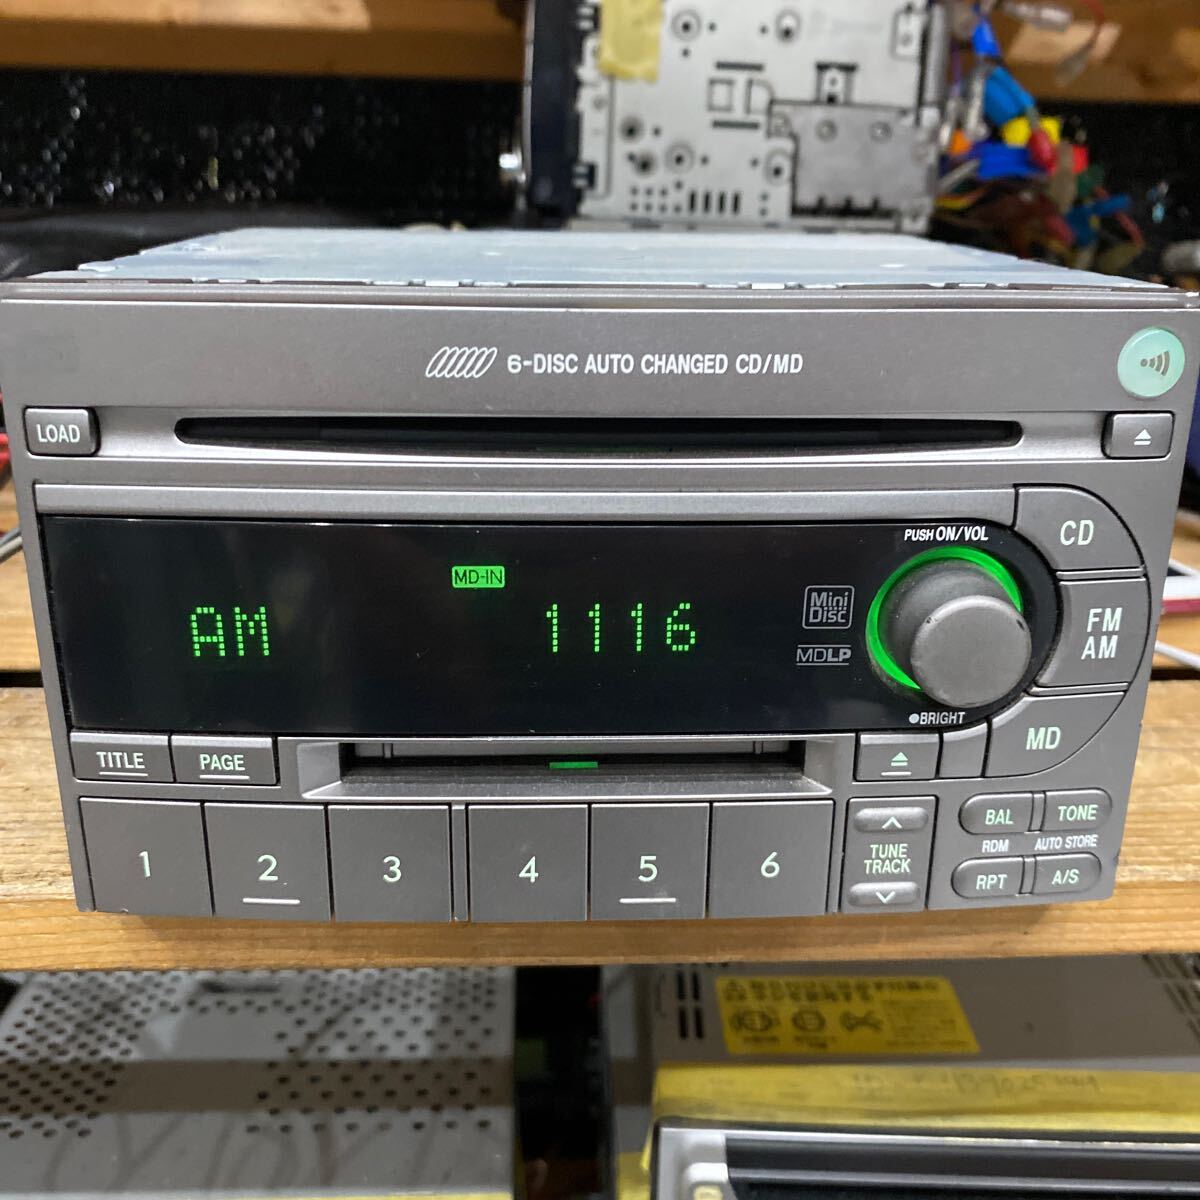 6-DISC AUTO CHANGED CD/MD
LOAD
PUSH ON/VOL
CD
MD-IN
AM
1116
Mini Disc
MDLP
FM AM
BRIGHT
MD
TITLE
PAGE
1
2
3
4
5
6
TUNE TRACK
BAL
TONE
RDM
AUTO STORE
RPT
A/S